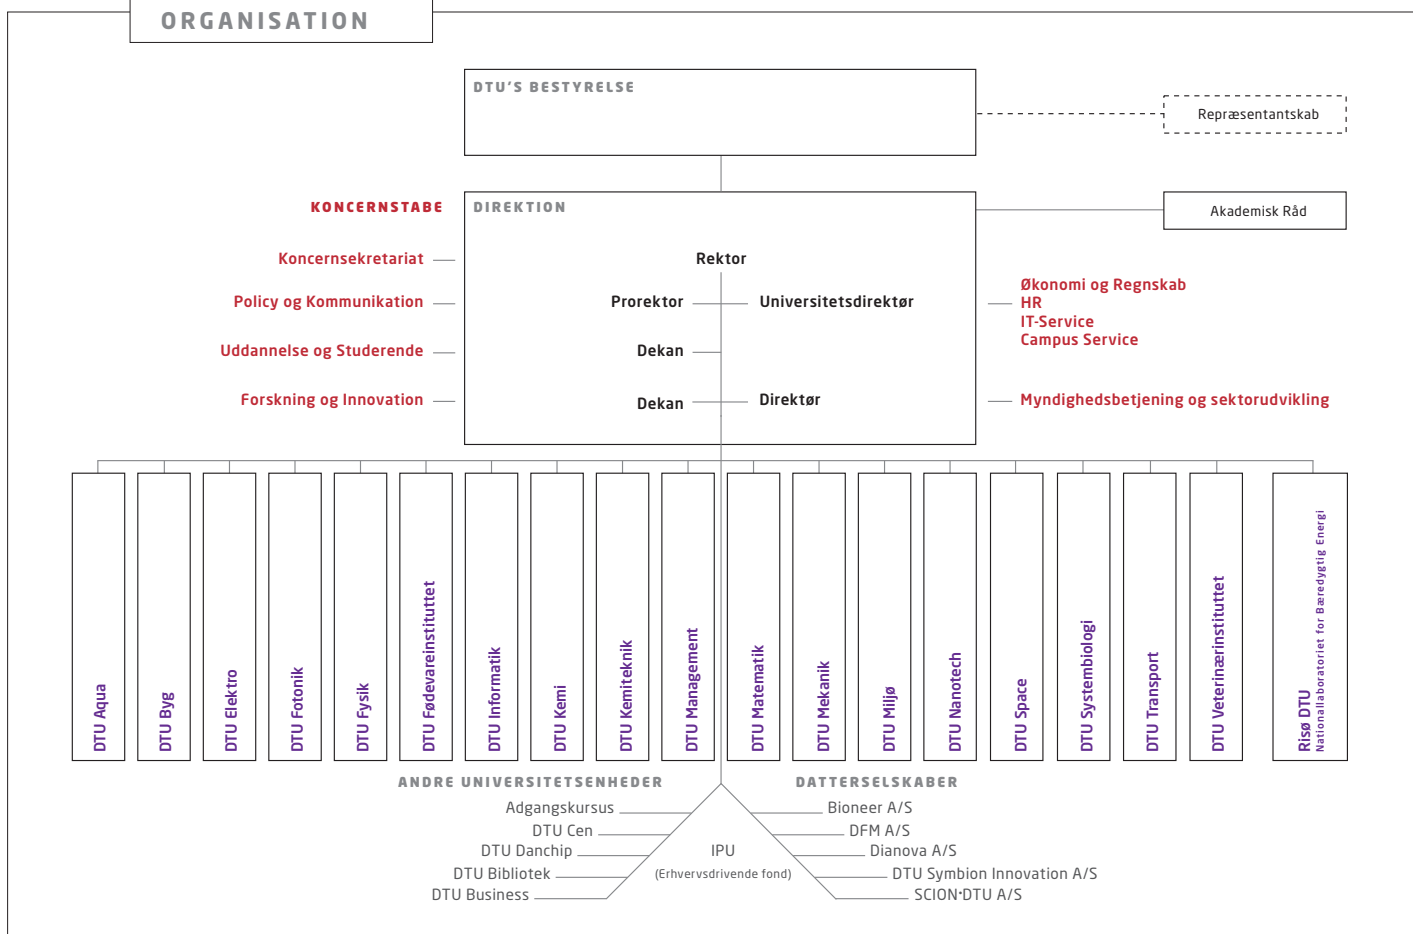 ORGANISATION
DTU'S BESTYRELSE
Repræsentantskab
KONCERNSTABE
DIREKTION
Akademisk Råd
Koncernsekretariat
Rektor
Policy og Kommunikation
Prorektor
Universitetsdirektør
Økonomi og Regnskab
HR
IT-Service
Campus Service
Uddannelse og Studerende
Dekan
Forskning og Innovation
Dekan
Direktør
Myndighedsbetjening og sektorudvikling
DTU Aqua
DTU Byg
DTU Elektro
DTU Fotonik
DTU Fysik
DTU Fødevareinstituttet
DTU Informatik
DTU Kemi
DTU Kemiteknik
DTU Management
DTU Matematik
DTU Mekanik
DTU Miljø
DTU Nanotech
DTU Space
DTU Systembiologi
DTU Transport
DTU Veterinærinstituttet
Risø DTU
Nationallaboratoriet for Bæredygtig Energi
ANDRE UNIVERSITETSENHEDER
Adgangskursus
DTU Cen
DTU Danchip
DTU Bibliotek
DTU Business
IPU
(Erhvervsdrivende fond)
DATTERSELSKABER
Bioneer A/S
DFM A/S
Dianova A/S
DTU Symbion Innovation A/S
SCION•DTU A/S